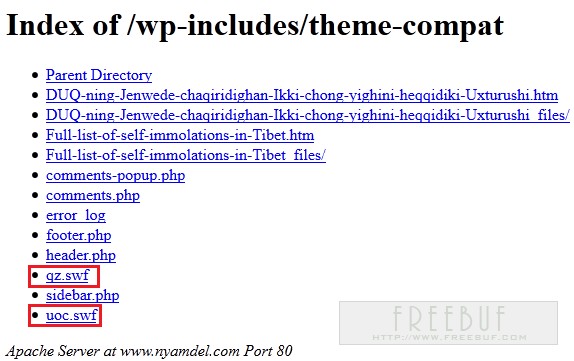 Index of /wp-includes/theme-compat
Parent Directory
DUQ-ning-Jenwede-chaqiridighan-Ikki-chong-yighini-heqqidiki-Uxturushi.htm
DUQ-ning-Jenwede-chaqiridighan-Ikki-chong-yighini-heqqidiki-Uxturushi_files/
Full-list-of-self-immolations-in-Tibet.htm
Full-list-of-self-immolations-in-Tibet_files/
comments-popup.php
comments.php
error_log
footer.php
header.php
qz.swf
sidebar.php
uoc.swf
FREEBUF
HTTP://WWW.FREEBUF.COM
Apache Server at www.nyamdel.com Port 80